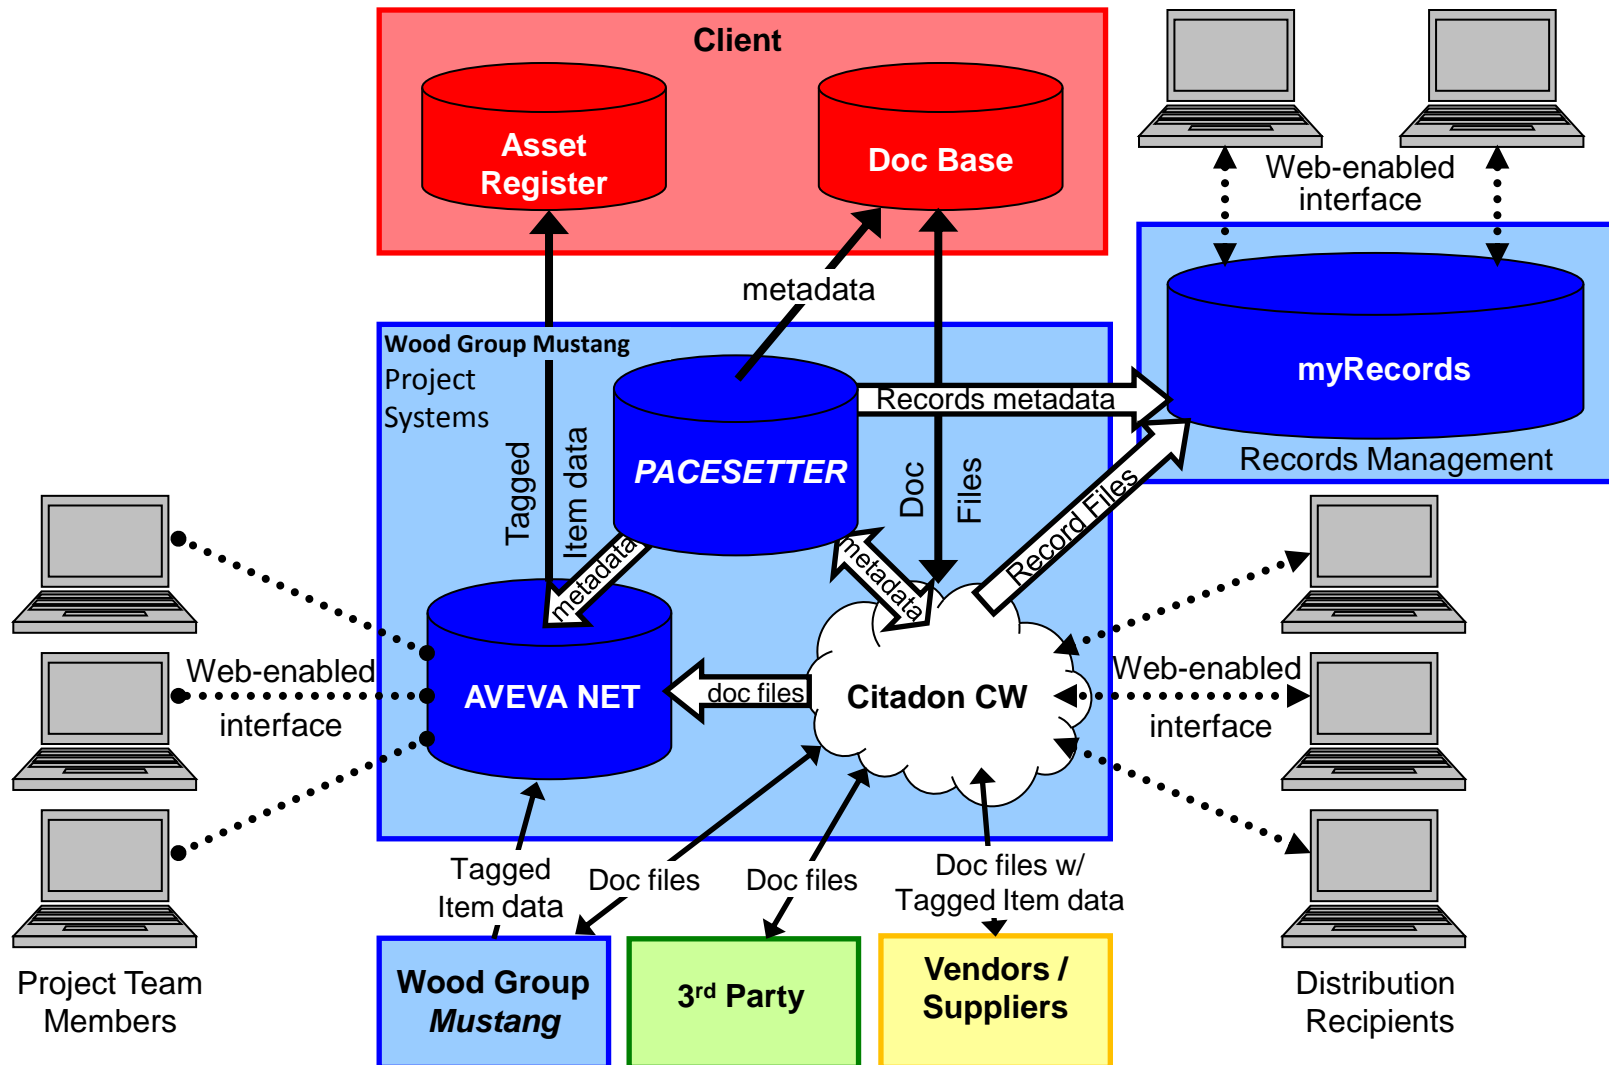 Client
Asset
Register
Doc Base
Web-enabled
interface
metadata
Wood Group Mustang
Project
Systems
PACESETTER
Records metadata
myRecords
Records Management
Tagged
Item data
Doc
Files
Record Files
metadata
metadata
AVEVA NET
doc files
Citadon CW
Web-enabled
interface
Web-enabled
interface
Tagged
Item data
Doc files
Doc files
Doc files w/
Tagged Item data
Project Team
Members
Wood Group
Mustang
3rd Party
Vendors /
Suppliers
Distribution
Recipients